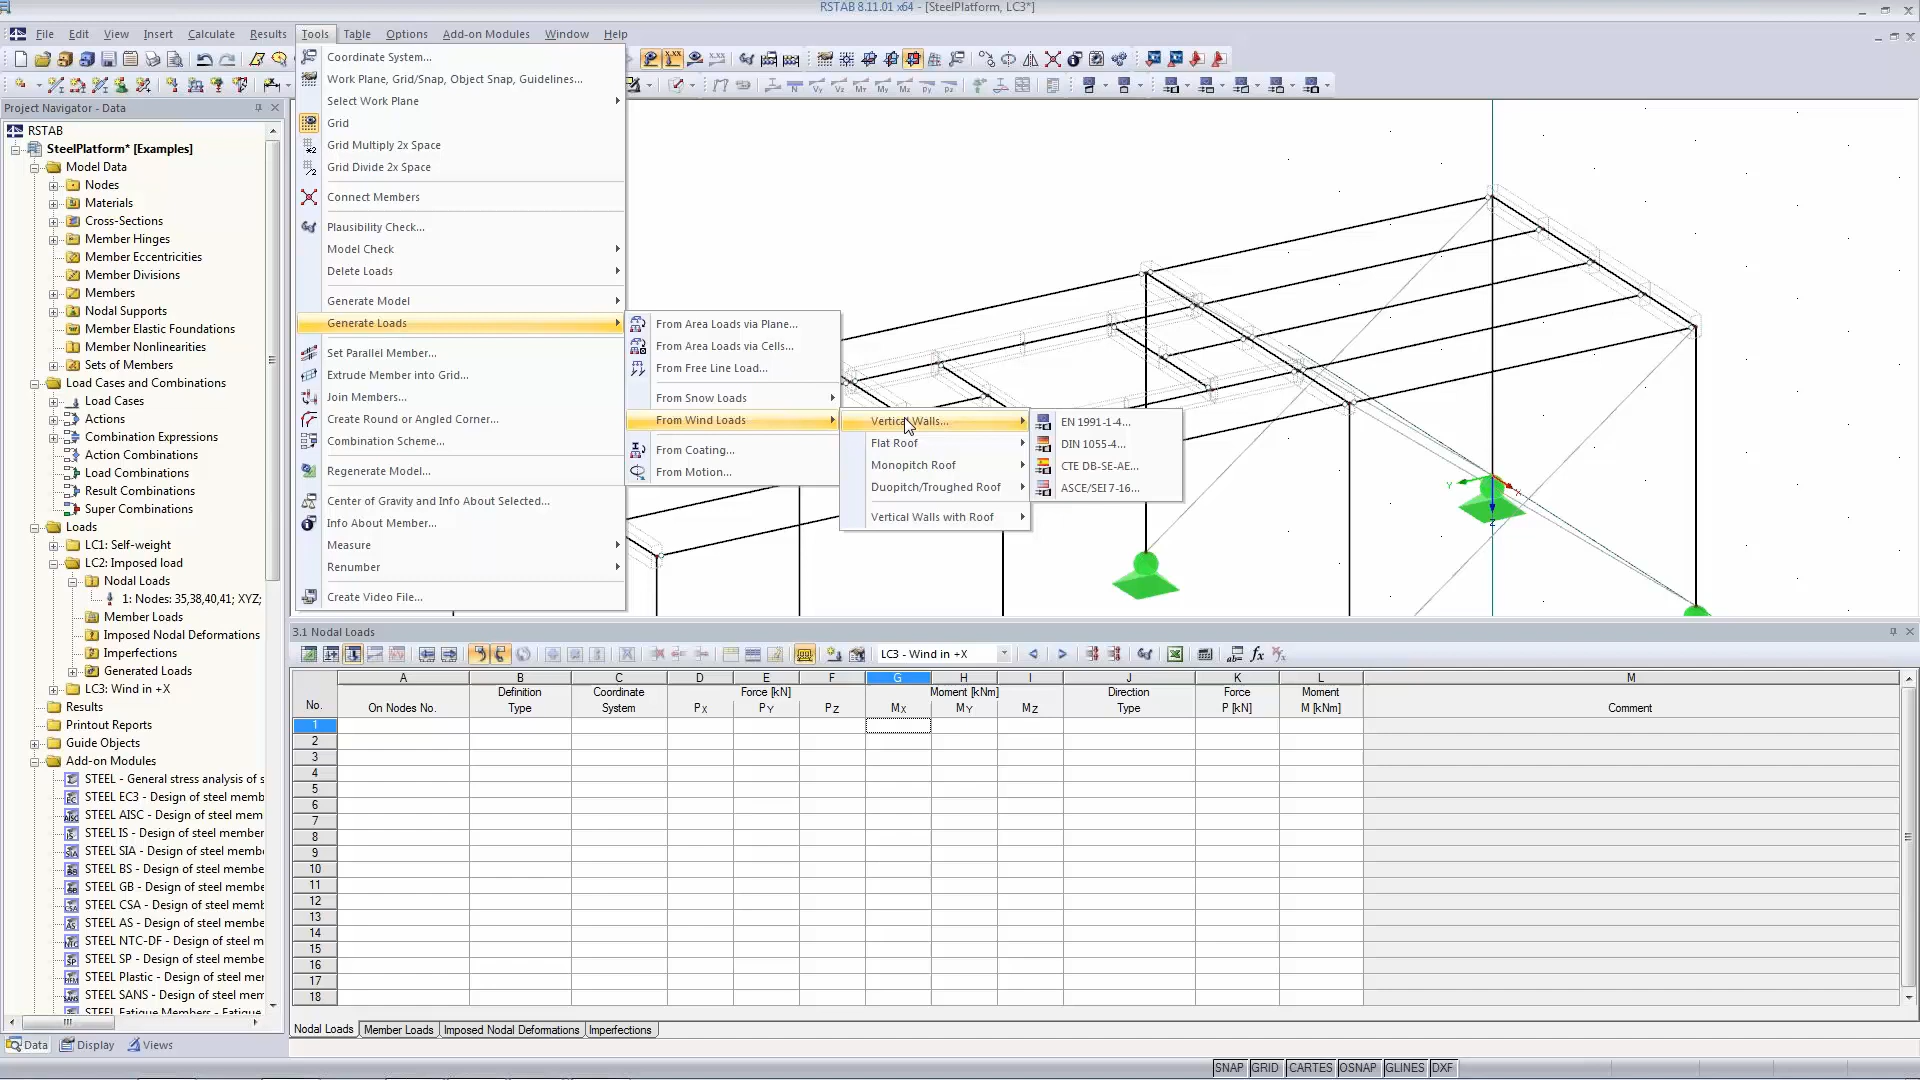 RSTAB 8.11.01 x64 - [SteelPlatform, LC3*]
File Edit View Insert Calculate Results Tools Table Options Add-on Modules Window Help
Project Navigator - Data
RSTAB
SteelPlatform* [Examples]
Model Data
Nodes
Materials
Cross-Sections
Member Hinges
Member Eccentricities
Member Divisions
Members
Nodal Supports
Member Elastic Foundations
Member Nonlinearities
Sets of Members
Load Cases and Combinations
Load Cases
Actions
Combination Expressions
Action Combinations
Load Combinations
Result Combinations
Super Combinations
Loads
LC1: Self-weight
LC2: Imposed load
Nodal Loads
1: Nodes: 35,38,40,41; XYZ;
Member Loads
Imposed Nodal Deformations
Imperfections
Generated Loads
LC3: Wind in +X
Results
Printout Reports
Guide Objects
Add-on Modules
STEEL - General stress analysis of s
STEEL EC3 - Design of steel memb
STEEL AISC - Design of steel mem
STEEL IS - Design of steel member
STEEL SIA - Design of steel membe
STEEL BS - Design of steel membe
STEEL GB - Design of steel membe
STEEL CSA - Design of steel membe
STEEL AS - Design of steel membe
STEEL NTC-DF - Design of steel m
STEEL SP - Design of steel membe
STEEL Plastic - Design of steel mer
STEEL SANS - Design of steel mem
STEEL Fatigue Members - Fatigue
Data Display Views
Coordinate System...
Work Plane, Grid/Snap, Object Snap, Guidelines...
Select Work Plane
Grid
Grid Multiply 2x Space
Grid Divide 2x Space
Connect Members
Plausibility Check...
Model Check
Delete Loads
Generate Model
Generate Loads
Set Parallel Member...
Extrude Member into Grid...
Join Members...
Create Round or Angled Corner...
Combination Scheme...
Regenerate Model...
Center of Gravity and Info About Selected...
Info About Member...
Measure
Renumber
Create Video File...
From Area Loads via Plane...
From Area Loads via Cells...
From Free Line Load...
From Snow Loads
From Wind Loads
From Coating...
From Motion...
Vertical Walls...
Flat Roof
Monopitch Roof
Duopitch/Troughed Roof
Vertical Walls with Roof
EN 1991-1-4...
DIN 1055-4...
CTE DB-SE-AE...
ASCE/SEI 7-16...
Y X
Z
3.1 Nodal Loads
LC3 - Wind in +X
A B C D E F G H I J K L M
Definition Coordinate Force [kN] Moment [kNm] Direction Force Moment
No. On Nodes No. Type System PX PY PZ MX MY MZ Type P [kN] M [kNm] Comment
1
2
3
4
5
6
7
8
9
10
11
12
13
14
15
16
17
18
Nodal Loads Member Loads Imposed Nodal Deformations Imperfections
SNAP GRID CARTES OSNAP GLINES DXF